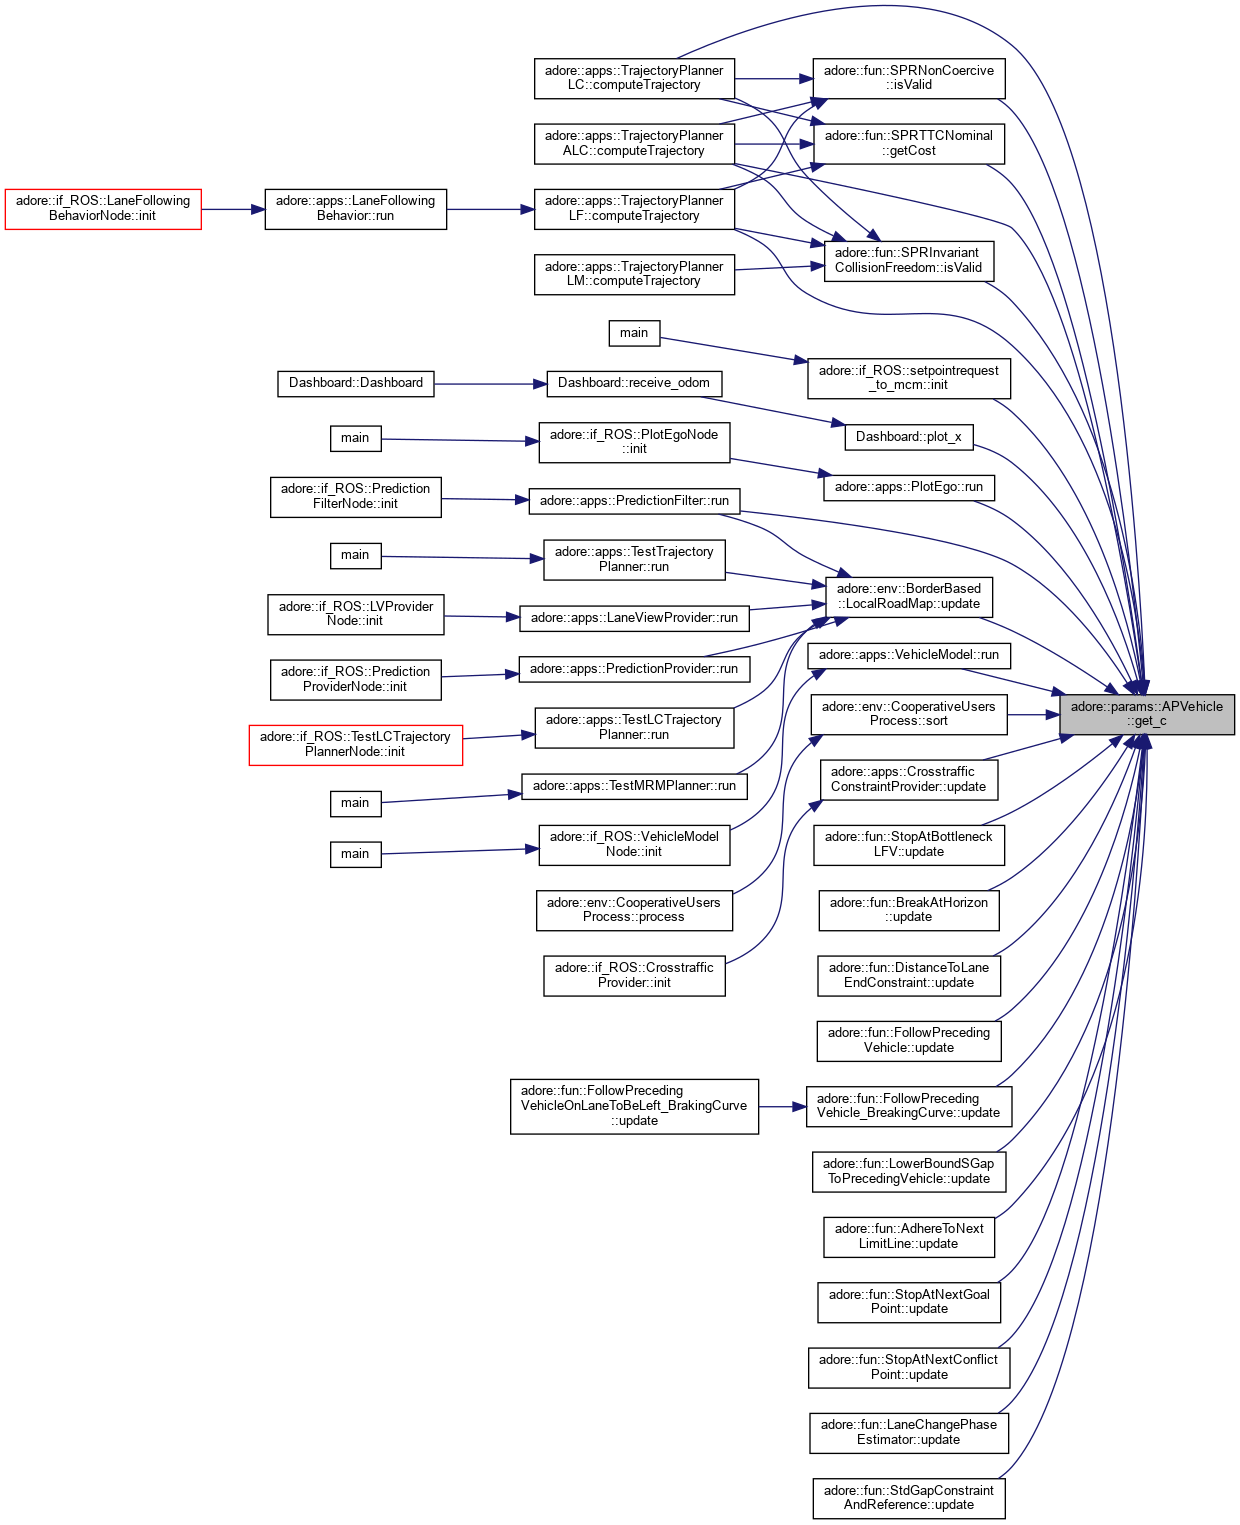 adore::apps::TrajectoryPlanner
LC::computeTrajectory
adore::fun::SPRNonCoercive
::isValid
adore::apps::TrajectoryPlanner
ALC::computeTrajectory
adore::fun::SPRTTCNominal
::getCost
adore::if_ROS::LaneFollowing
BehaviorNode::init
adore::apps::LaneFollowing
Behavior::run
adore::apps::TrajectoryPlanner
LF::computeTrajectory
adore::fun::SPRInvariant
CollisionFreedom::isValid
adore::apps::TrajectoryPlanner
LM::computeTrajectory
main
adore::if_ROS::setpointrequest
_to_mcm::init
Dashboard::Dashboard
Dashboard::receive_odom
Dashboard::plot_x
main
adore::if_ROS::PlotEgoNode
::init
adore::apps::PlotEgo::run
adore::if_ROS::Prediction
FilterNode::init
adore::apps::PredictionFilter::run
main
adore::apps::TestTrajectory
Planner::run
adore::env::BorderBased
::LocalRoadMap::update
adore::if_ROS::LVProvider
Node::init
adore::apps::LaneViewProvider::run
adore::if_ROS::Prediction
ProviderNode::init
adore::apps::PredictionProvider::run
adore::apps::VehicleModel::run
adore::params::APVehicle
::get_c
adore::if_ROS::TestLCTrajectory
PlannerNode::init
adore::apps::TestLCTrajectory
Planner::run
adore::env::CooperativeUsers
Process::sort
main
adore::apps::TestMRMPlanner::run
adore::apps::Crosstraffic
ConstraintProvider::update
main
adore::if_ROS::VehicleModel
Node::init
adore::fun::StopAtBottleneck
LFV::update
adore::env::CooperativeUsers
Process::process
adore::fun::BreakAtHorizon
::update
adore::if_ROS::Crosstraffic
Provider::init
adore::fun::DistanceToLane
EndConstraint::update
adore::fun::FollowPreceding
Vehicle::update
adore::fun::FollowPreceding
VehicleOnLaneToBeLeft_BrakingCurve
::update
adore::fun::FollowPreceding
Vehicle_BreakingCurve::update
adore::fun::LowerBoundSGap
ToPrecedingVehicle::update
adore::fun::AdhereToNext
LimitLine::update
adore::fun::StopAtNextGoal
Point::update
adore::fun::StopAtNextConflict
Point::update
adore::fun::LaneChangePhase
Estimator::update
adore::fun::StdGapConstraint
AndReference::update